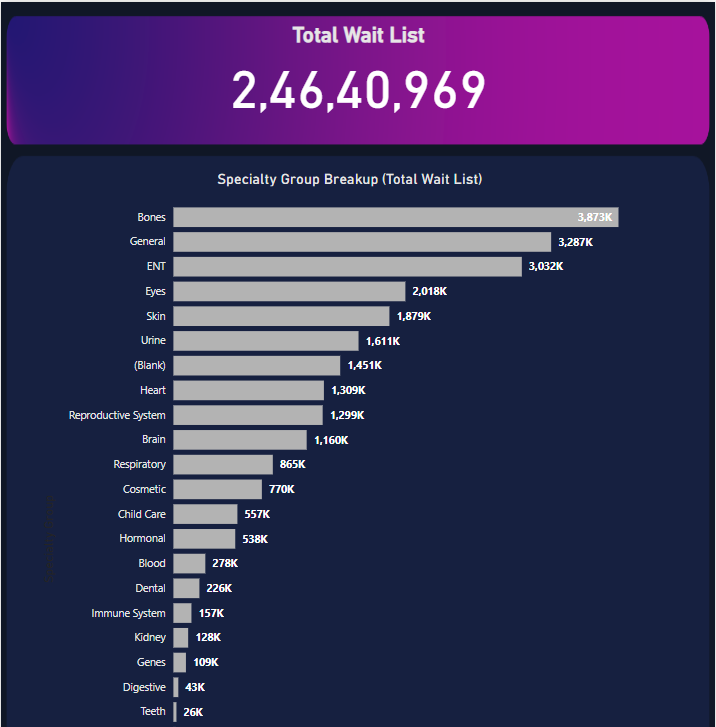 Total Wait List
2,46,40,969
Specialty Group Breakup (Total Wait List)
Bones 3,873K
General 3,287K
ENT 3,032K
Eyes 2,018K
Skin 1,879K
Urine 1,611K
(Blank) 1,451K
Heart 1,309K
Reproductive System 1,299K
Brain 1,160K
Respiratory 865K
Cosmetic 770K
Child Care 557K
Hormonal 538K
Blood 278K
Dental 226K
Immune System 157K
Kidney 128K
Genes 109K
Digestive 43K
Teeth 26K